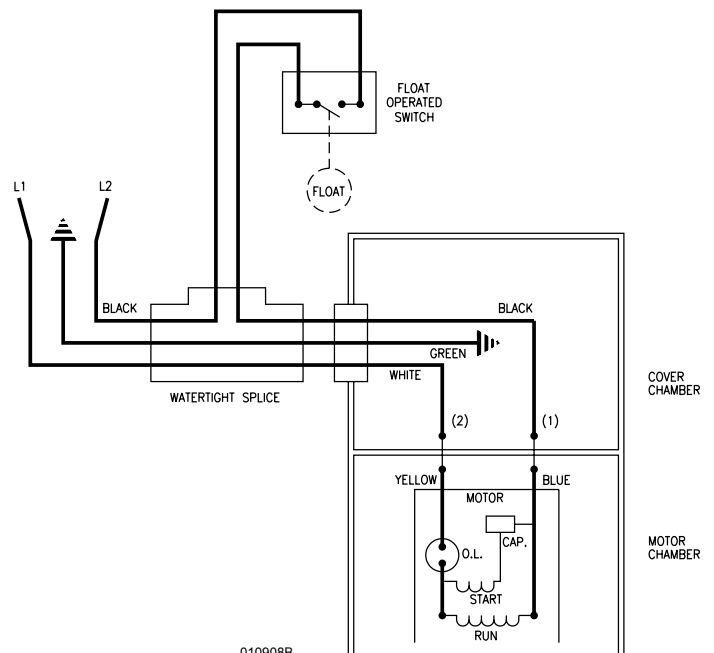 FLOAT
OPERATED
SWITCH
FLOAT
L1
L2
BLACK
BLACK
GREEN
WHITE
WATERTIGHT SPLICE
COVER
CHAMBER
(2)
(1)
YELLOW
BLUE
MOTOR
CAP.
O.L.
MOTOR
CHAMBER
START
RUN
010908B